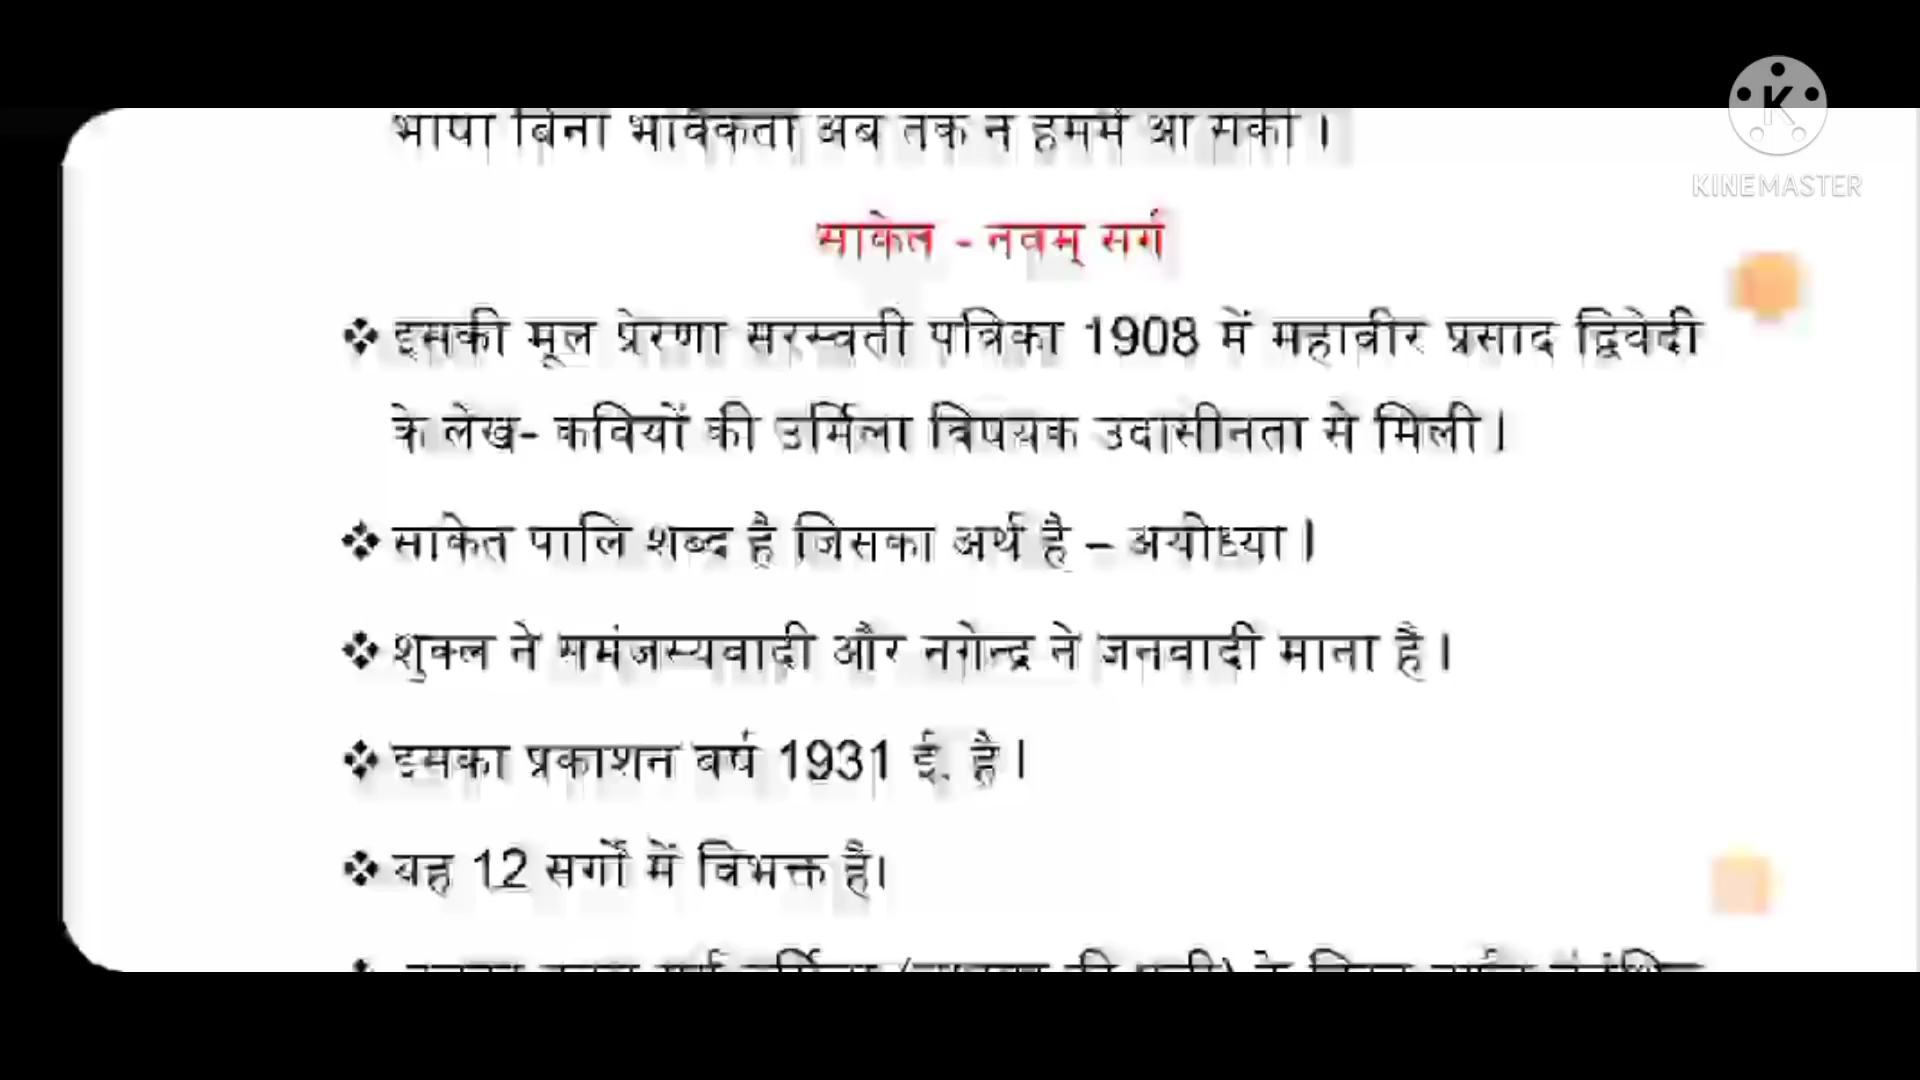 भाषा बिना भावकता अब तक न हममें आ सकी ।
K
KINEMASTER
साकेत - नवम् सर्ग
❖ इसकी मूल प्रेरणा सरस्वती पत्रिका 1908 में महावीर प्रसाद द्विवेदी
के लेख- कवियों की उर्मिला विषयक उदासीनता से मिली ।
❖ साकेत पालि शब्द है जिसका अर्थ है – अयोध्या ।
❖ शुक्ल ने समंजस्यवादी और नगेन्द्र ने जनवादी माना है ।
❖ इसका प्रकाशन वर्ष 1931 ई. है ।
❖ यह 12 सर्गों में विभक्त है।